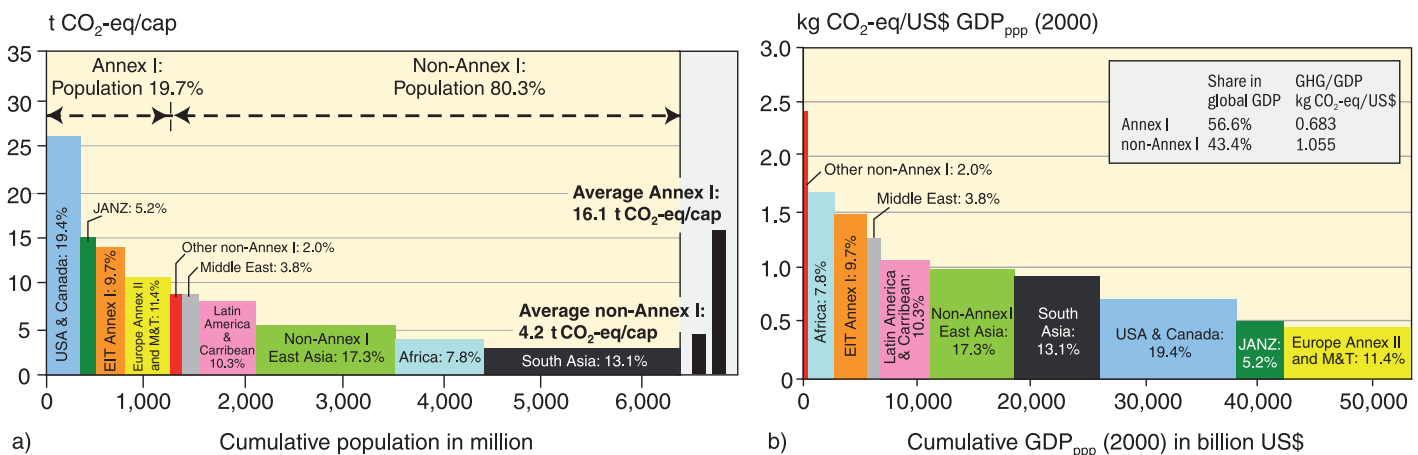 t CO₂-eq/cap
35
30
25
20
15
10
5
0
Annex I:
Population 19.7%
Non-Annex I:
Population 80.3%
USA & Canada: 19.4%
JANZ: 5.2%
EIT Annex I: 9.7%
Europe Annex II
and M&T: 11.4%
Other non-Annex I: 2.0%
Middle East: 3.8%
Latin
America
&
Carribean
10.3%
Non-Annex I
East Asia: 17.3%
Africa: 7.8%
South Asia: 13.1%
Average Annex I:
16.1 t CO₂-eq/cap
Average non-Annex I:
4.2 t CO₂-eq/cap
0
1,000
2,000
3,000
4,000
5,000
6,000
a)
Cumulative population in million
kg CO₂-eq/US$ GDPₚₚₚ (2000)
3.0
2.5
2.0
1.5
1.0
0.5
0
Share in GHG/GDP
global GDP kg CO₂-eq/US$
Annex I 56.6% 0.683
non-Annex I 43.4% 1.055
Other non-Annex I: 2.0%
Africa: 7.8%
EIT Annex I: 9.7%
Middle East: 3.8%
Latin America
& Carribean:
10.3%
Non-Annex I
East Asia:
17.3%
South
Asia:
13.1%
USA & Canada:
19.4%
JANZ:
5.2%
Europe Annex II
and M&T: 11.4%
0
10,000
20,000
30,000
40,000
50,000
b)
Cumulative GDPₚₚₚ (2000) in billion US$